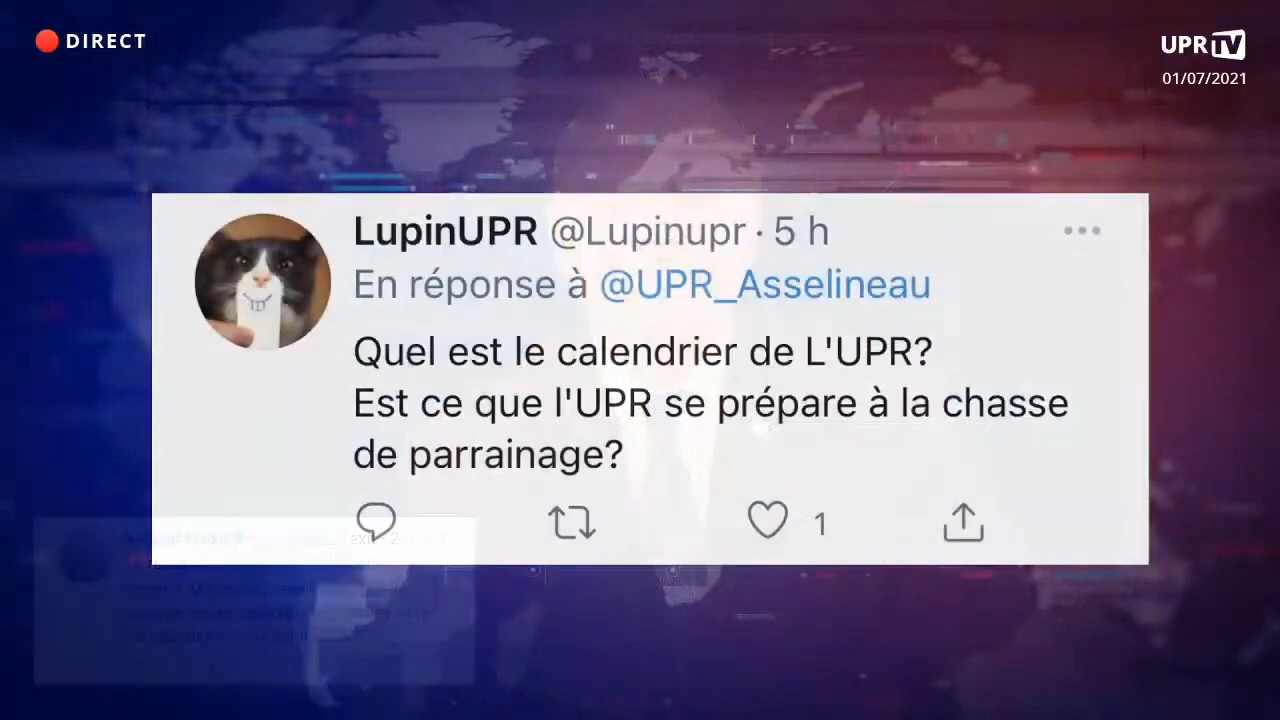 DIRECT
UPR TV
01/07/2021
LupinUPR @Lupinupr · 5 h
En réponse à @UPR_Asselineau
Quel est le calendrier de L'UPR?
Est ce que l'UPR se prépare à la chasse
de parrainage?
1